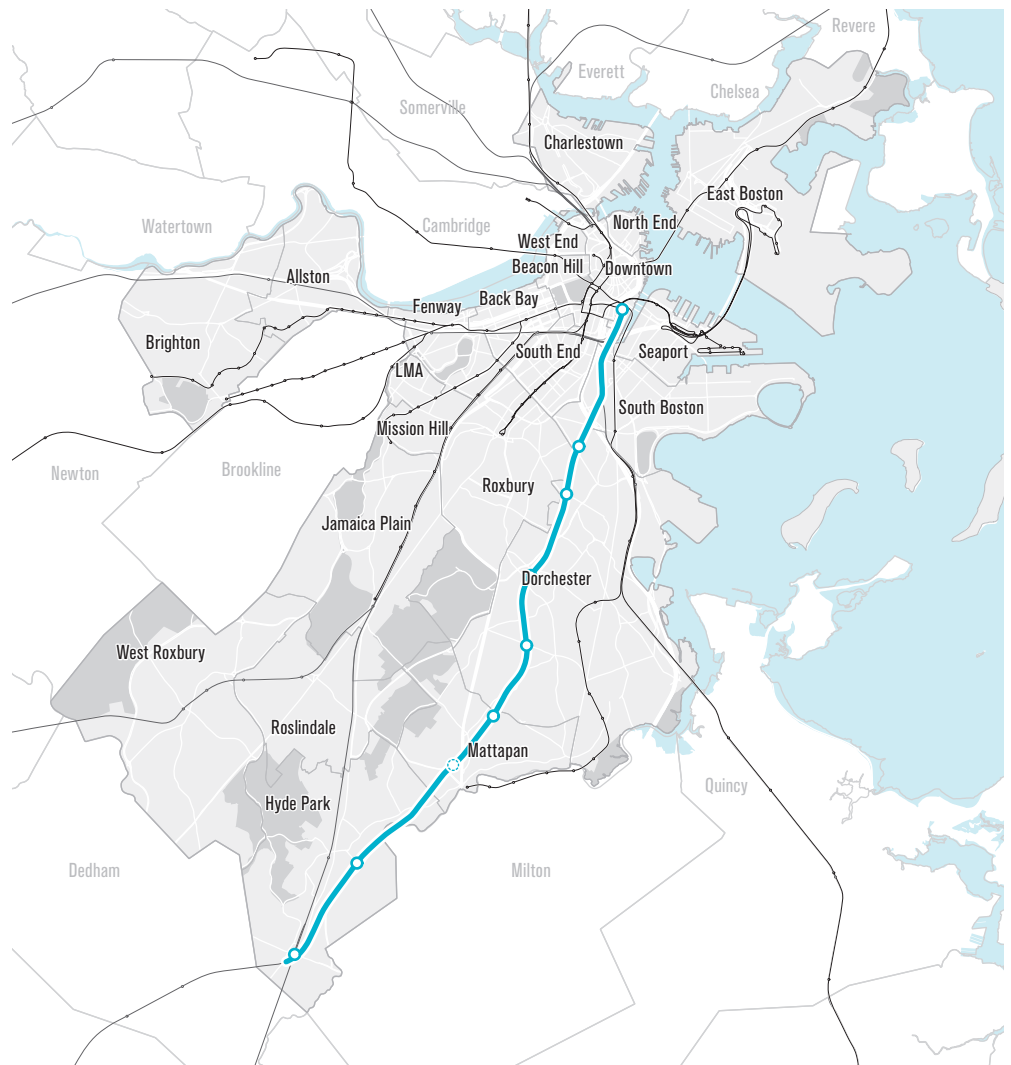 Revere
Everett
Chelsea
Somerville
Charlestown
East Boston
North End
Watertown
Cambridge
West End
Beacon Hill
Downtown
Allston
Back Bay
Fenway
Brighton
South End
Seaport
LMA
South Boston
Mission Hill
Newton
Brookline
Roxbury
Jamaica Plain
Dorchester
West Roxbury
Roslindale
Mattapan
Quincy
Hyde Park
Dedham
Milton